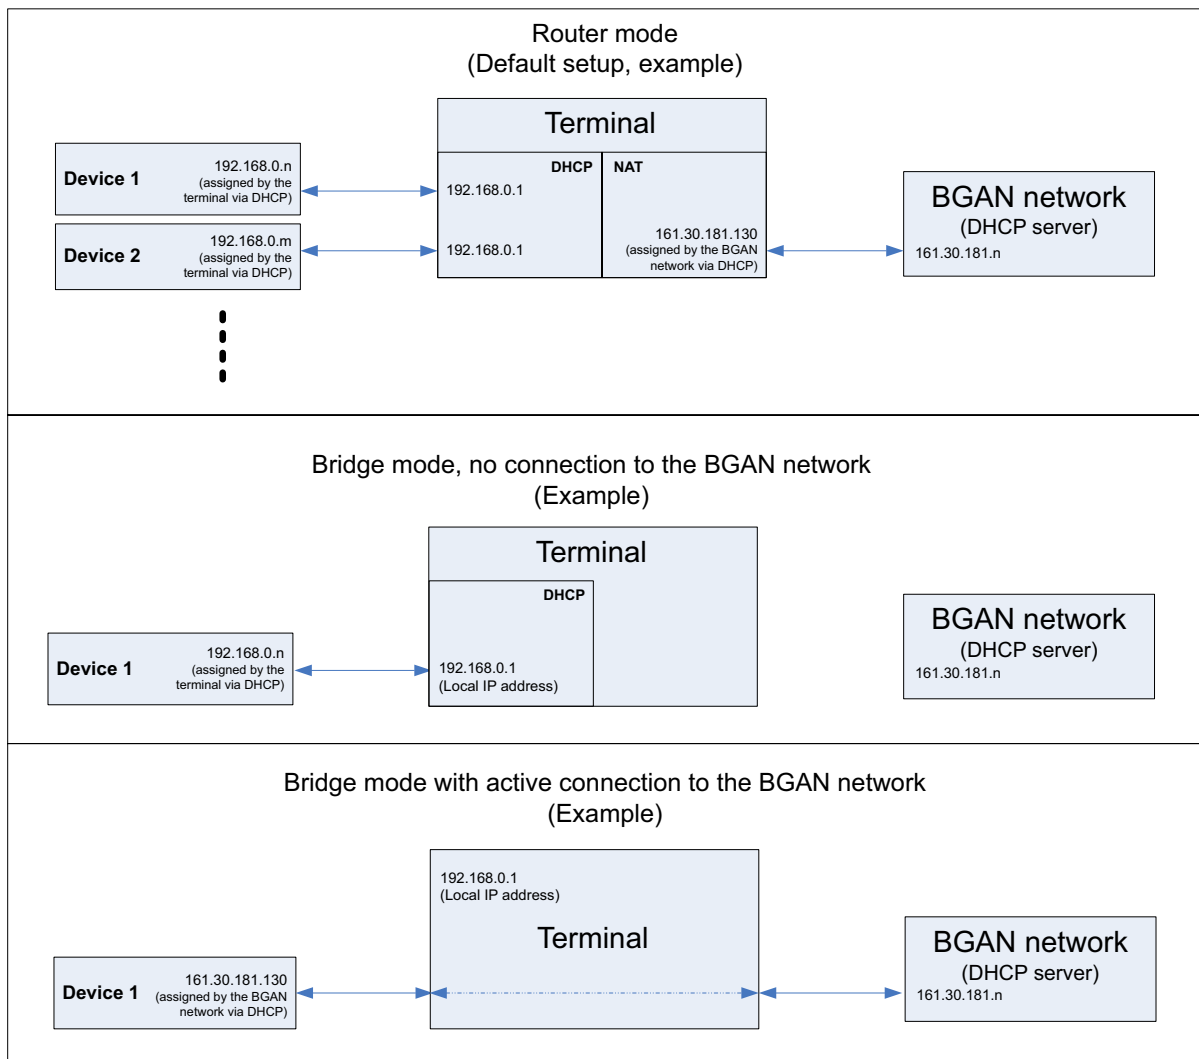 Router mode
(Default setup, example)
Terminal
DHCP
NAT
Device 1
192.168.0.n
(assigned by the
terminal via DHCP)
192.168.0.1
Device 2
192.168.0.m
(assigned by the
terminal via DHCP)
192.168.0.1
161.30.181.130
(assigned by the BGAN
network via DHCP)
BGAN network
(DHCP server)
161.30.181.n
Bridge mode, no connection to the BGAN network
(Example)
Terminal
DHCP
Device 1
192.168.0.n
(assigned by the
terminal via DHCP)
192.168.0.1
(Local IP address)
BGAN network
(DHCP server)
161.30.181.n
Bridge mode with active connection to the BGAN network
(Example)
192.168.0.1
(Local IP address)
Terminal
Device 1
161.30.181.130
(assigned by the BGAN
network via DHCP)
BGAN network
(DHCP server)
161.30.181.n